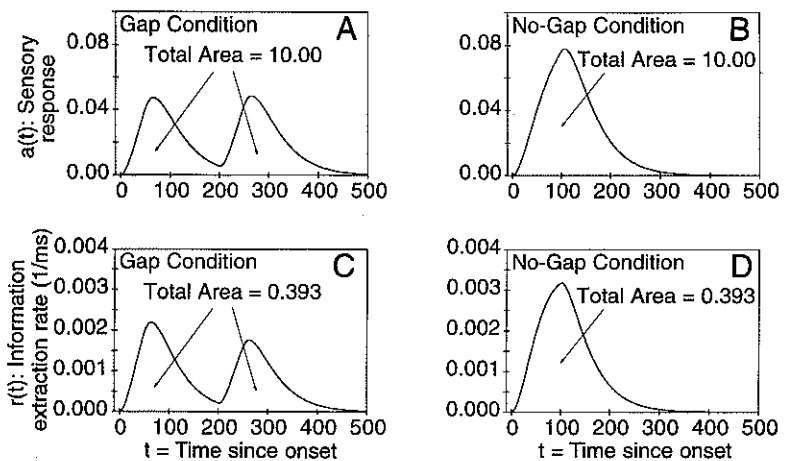 Gap Condition A
Total Area = 10.00
a(t): Sensory
response
0.08
0.04
0.00
0 100 200 300 400 500
No-Gap Condition B
Total Area = 10.00
0.08
0.04
0.00
0 100 200 300 400 500
Gap Condition C
Total Area = 0.393
r(t): Information
extraction rate (1/ms)
0.004
0.003
0.002
0.001
0.000
0 100 200 300 400 500
t = Time since onset
No-Gap Condition D
Total Area = 0.393
0.004
0.003
0.002
0.001
0.000
0 100 200 300 400 500
t = Time since onset